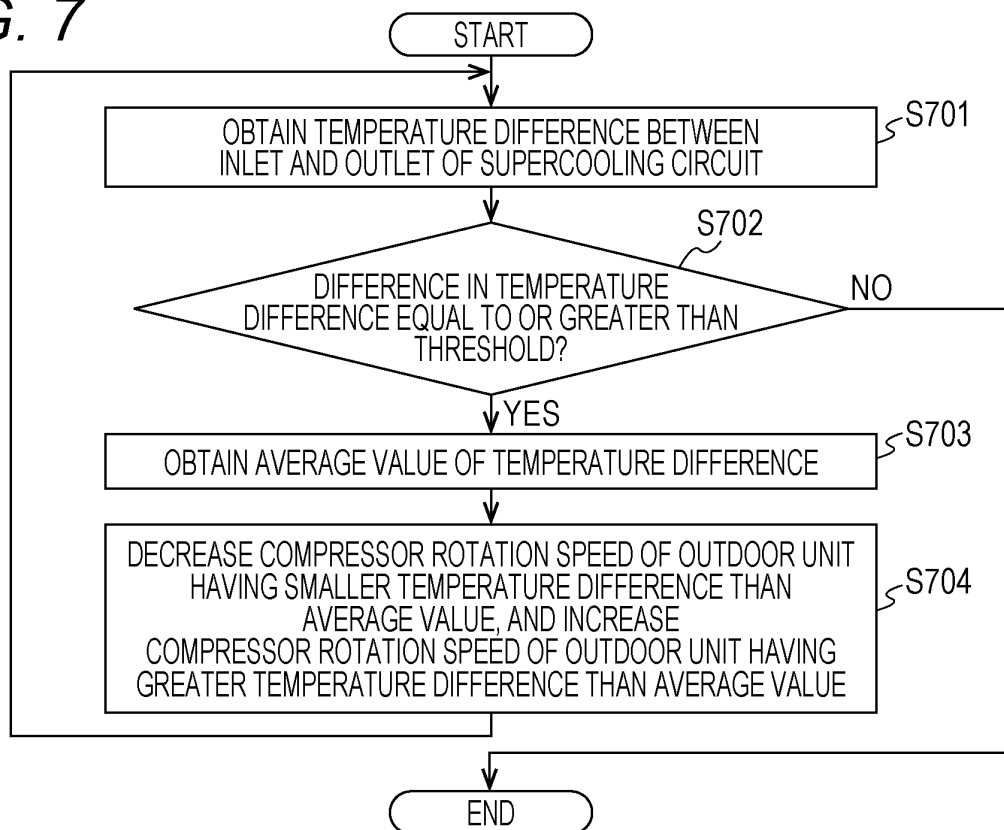 G. 7
START
OBTAIN TEMPERATURE DIFFERENCE BETWEEN
INLET AND OUTLET OF SUPERCOOLING CIRCUIT
S701
S702
DIFFERENCE IN TEMPERATURE
DIFFERENCE EQUAL TO OR GREATER THAN
THRESHOLD?
NO
YES
S703
OBTAIN AVERAGE VALUE OF TEMPERATURE DIFFERENCE
DECREASE COMPRESSOR ROTATION SPEED OF OUTDOOR UNIT
HAVING SMALLER TEMPERATURE DIFFERENCE THAN
AVERAGE VALUE, AND INCREASE
COMPRESSOR ROTATION SPEED OF OUTDOOR UNIT HAVING
GREATER TEMPERATURE DIFFERENCE THAN AVERAGE VALUE
S704
END